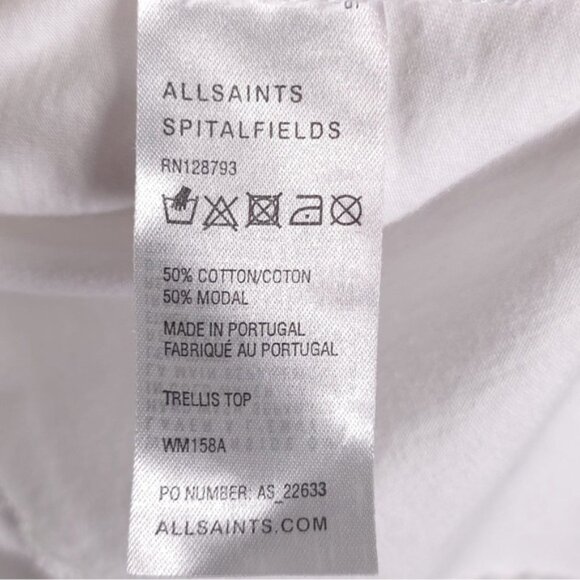 ALLSAINTS
SPITALFIELDS
RN128793
50% COTTON/COTON
50% MODAL
MADE IN PORTUGAL
FABRIQUÉ AU PORTUGAL
TRELLIS TOP
WM158A
PO NUMBER: AS_22633
ALLSAINTS.COM